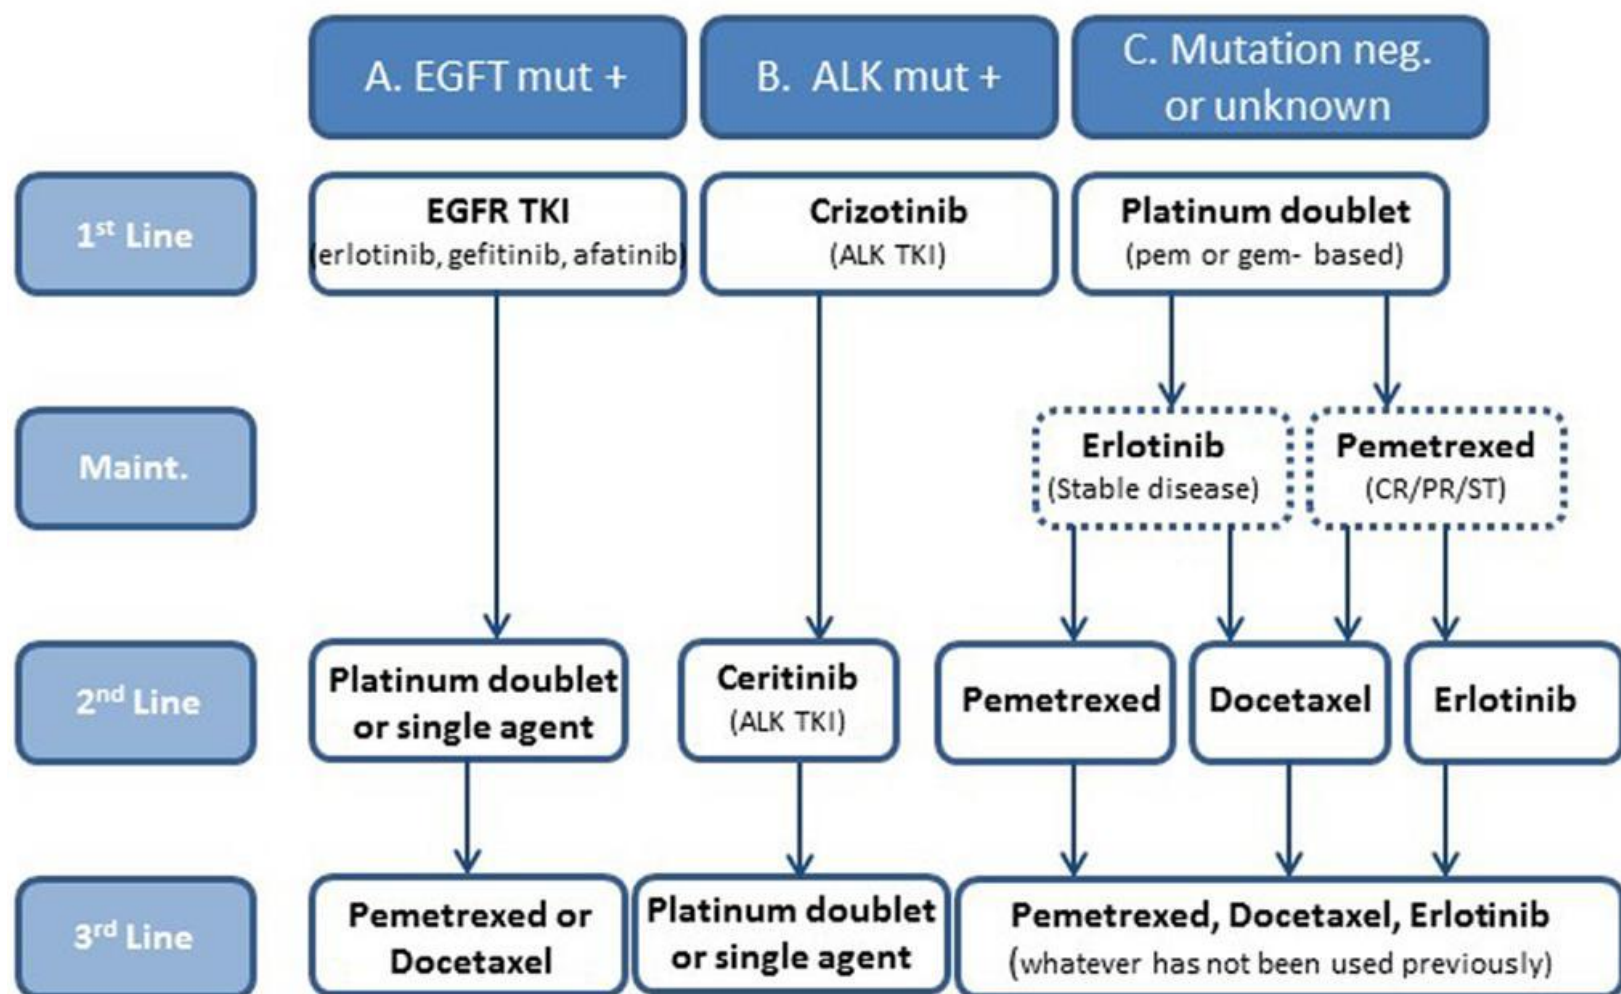 A. EGFT mut +
B. ALK mut +
C. Mutation neg.
or unknown
1st Line
EGFR TKI
(erlotinib, gefitinib, afatinib)
Crizotinib
(ALK TKI)
Platinum doublet
(pem or gem- based)
Maint.
Erlotinib
(Stable disease)
Pemetrexed
(CR/PR/ST)
2nd Line
Platinum doublet
or single agent
Ceritinib
(ALK TKI)
Pemetrexed
Docetaxel
Erlotinib
3rd Line
Pemetrexed or
Docetaxel
Platinum doublet
or single agent
Pemetrexed, Docetaxel, Erlotinib
(whatever has not been used previously)